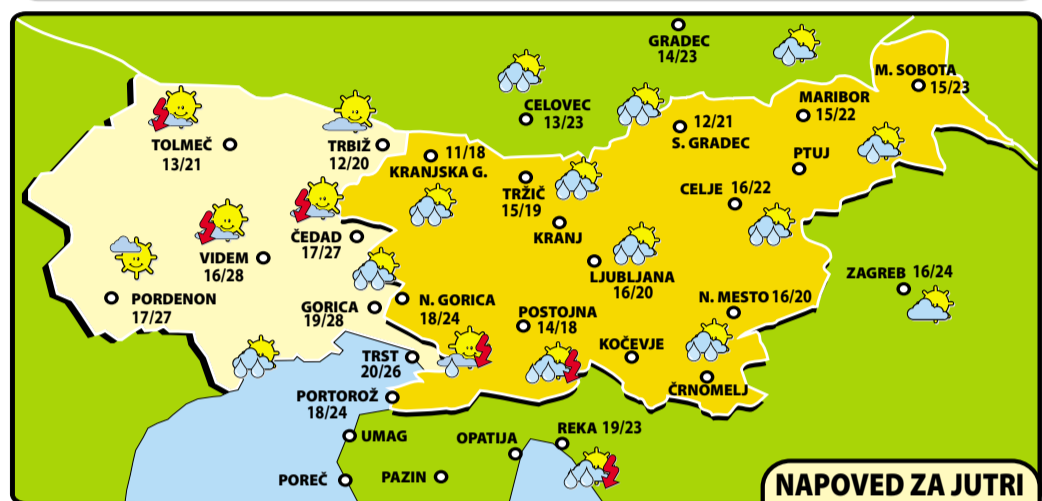 GRADEC
14/23
M. SOBOTA
15/23
CELOVEC
13/23
MARIBOR
15/22
12/21
S. GRADEC
TOLMEČ
13/21
TRBIŽ
12/20
11/18
KRANJSKA G.
PTUJ
TRŽIČ
15/19
CELJE 16/22
ČEDAD
17/27
KRANJ
VIDEM
16/28
LJUBLJANA
16/20
ZAGREB 16/24
PORDENON
17/27
GORICA
19/28
N. GORICA
18/24
N. MESTO 16/20
POSTOJNA
14/18
KOČEVJE
TRST
20/26
ČRNOMELJ
PORTOROŽ
18/24
UMAG
OPATIJA
REKA 19/23
POREČ
PAZIN
NAPOVED ZA JUTRI